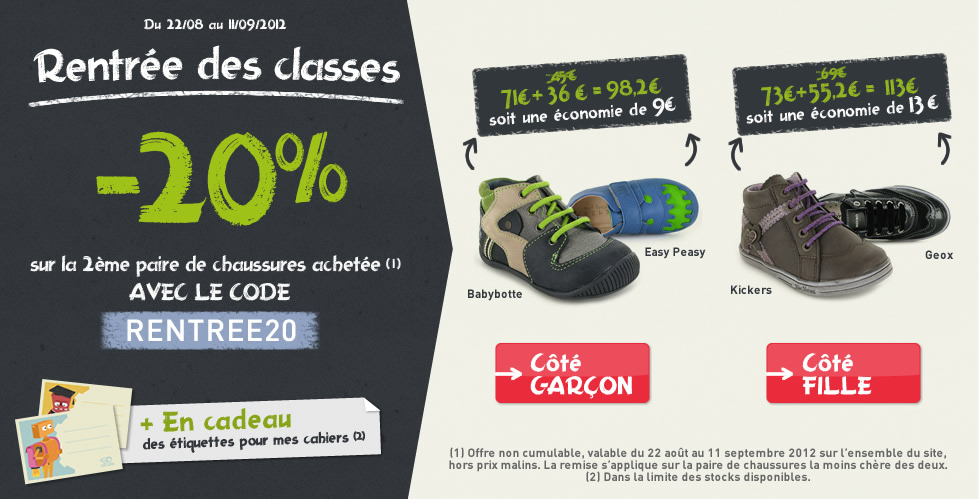 Du 22/08 au 11/09/2012
Rentrée des classes
-20%
sur la 2ème paire de chaussures achetée (1)
AVEC LE CODE
RENTREE20
+ En cadeau
des étiquettes pour mes cahiers (2)
45€
71€+36 € = 98,2€
soit une économie de 9€
69€
73€+55,2€ = 113€
soit une économie de 13 €
Easy Peasy
Babybotte
Geox
Kickers
Côté
GARÇON
Côté
FILLE
(1) Offre non cumulable, valable du 22 août au 11 septembre 2012 sur l'ensemble du site,
hors prix malins. La remise s'applique sur la paire de chaussures la moins chère des deux.
(2) Dans la limite des stocks disponibles.